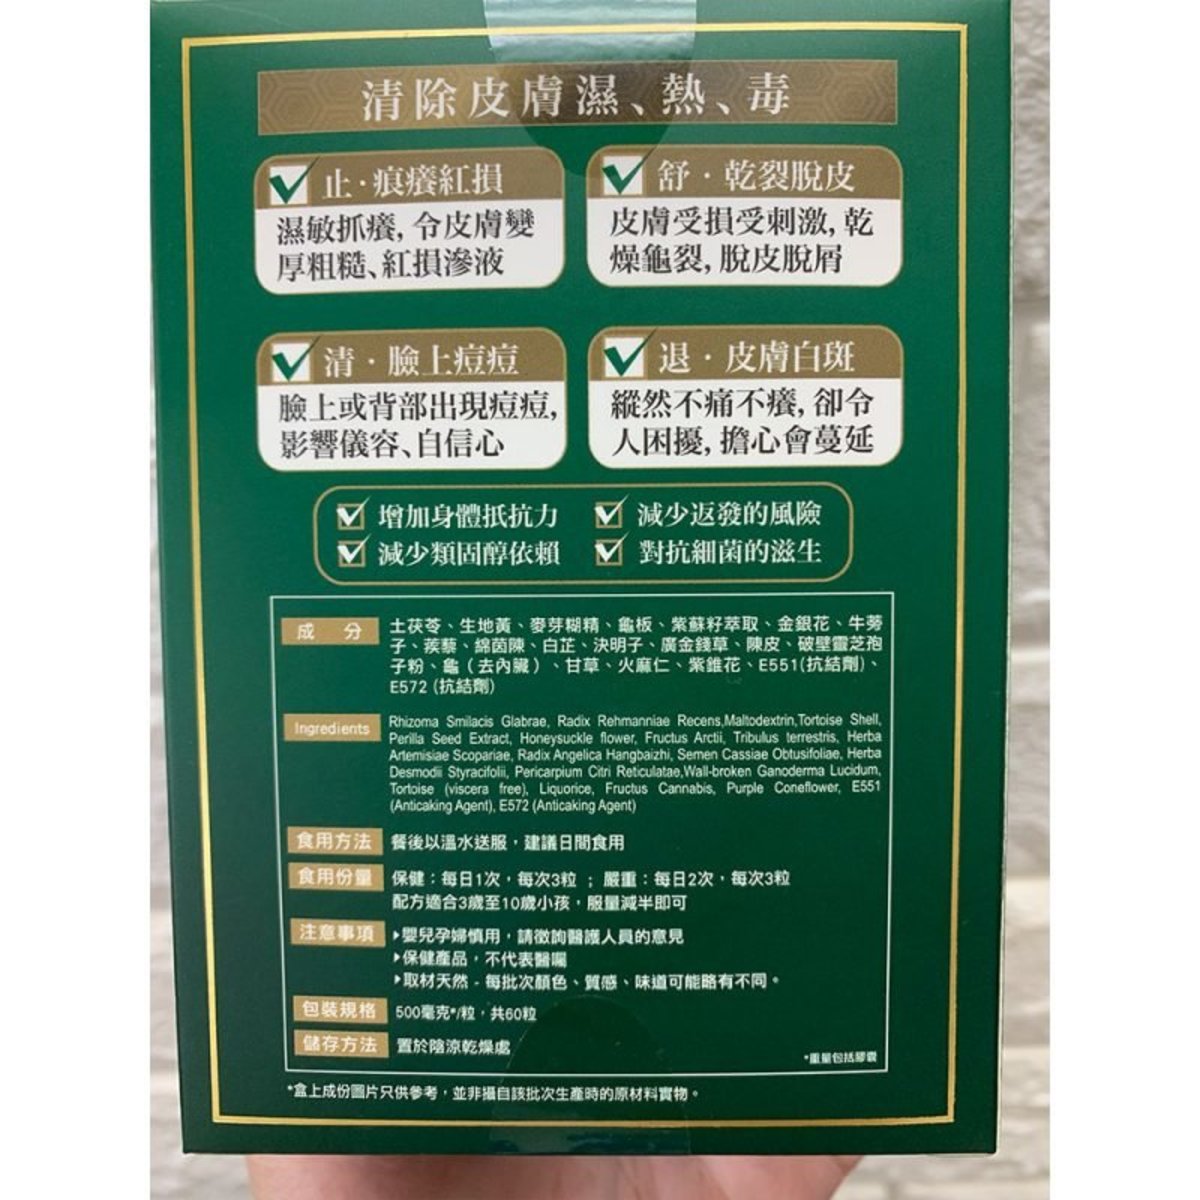 清除皮膚濕、熱、毒
止·痕癢紅損
濕敏抓癢, 令皮膚變
厚粗糙、紅損滲液
舒·乾裂脫皮
皮膚受損受刺激, 乾
燥龜裂, 脫皮脫屑
清·臉上痘痘
臉上或背部出現痘痘,
影響儀容、自信心
退·皮膚白斑
縱然不痛不癢, 卻令
人困擾, 擔心會蔓延
增加身體抵抗力
減少返發的風險
減少類固醇依賴
對抗細菌的滋生
成 分
土茯苓、生地黃、麥芽糊精、龜板、紫蘇籽萃取、金銀花、牛蒡
子、蒺藜、綿茵陳、白芷、決明子、廣金錢草、陳皮、破壁靈芝孢
子粉、龜（去內臟）、甘草、火麻仁、紫錐花、E551(抗結劑)、
E572 (抗結劑)
Ingredients
Rhizoma Smilacis Glabrae, Radix Rehmanniae Recens,Maltodextrin,Tortoise Shell,
Perilla Seed Extract, Honeysuckle flower, Fructus Arctii, Tribulus terrestris, Herba
Artemisiae Scopariae, Radix Angelica Hangbaizhi, Semen Cassiae Obtusifoliae, Herba
Desmodii Styracifolii, Pericarpium Citri Reticulatae,Wall-broken Ganoderma Lucidum,
Tortoise (viscera free), Liquorice, Fructus Cannabis, Purple Coneflower, E551
(Anticaking Agent), E572 (Anticaking Agent)
食用方法
餐後以溫水送服，建議日間食用
食用份量
保健：每日1次，每次3粒 ；嚴重：每日2次，每次3粒
配方適合3歲至10歲小孩，服量減半即可
注意事項
▸嬰兒孕婦慎用，請徵詢醫護人員的意見
▸保健產品，不代表醫囑
▸取材天然．每批次顏色、質感、味道可能略有不同。
包裝規格
500毫克*/粒，共60粒
儲存方法
置於陰涼乾燥處
*重量包括膠囊
*盒上成份圖片只供參考，並非攝自該批次生產時的原材料實物。